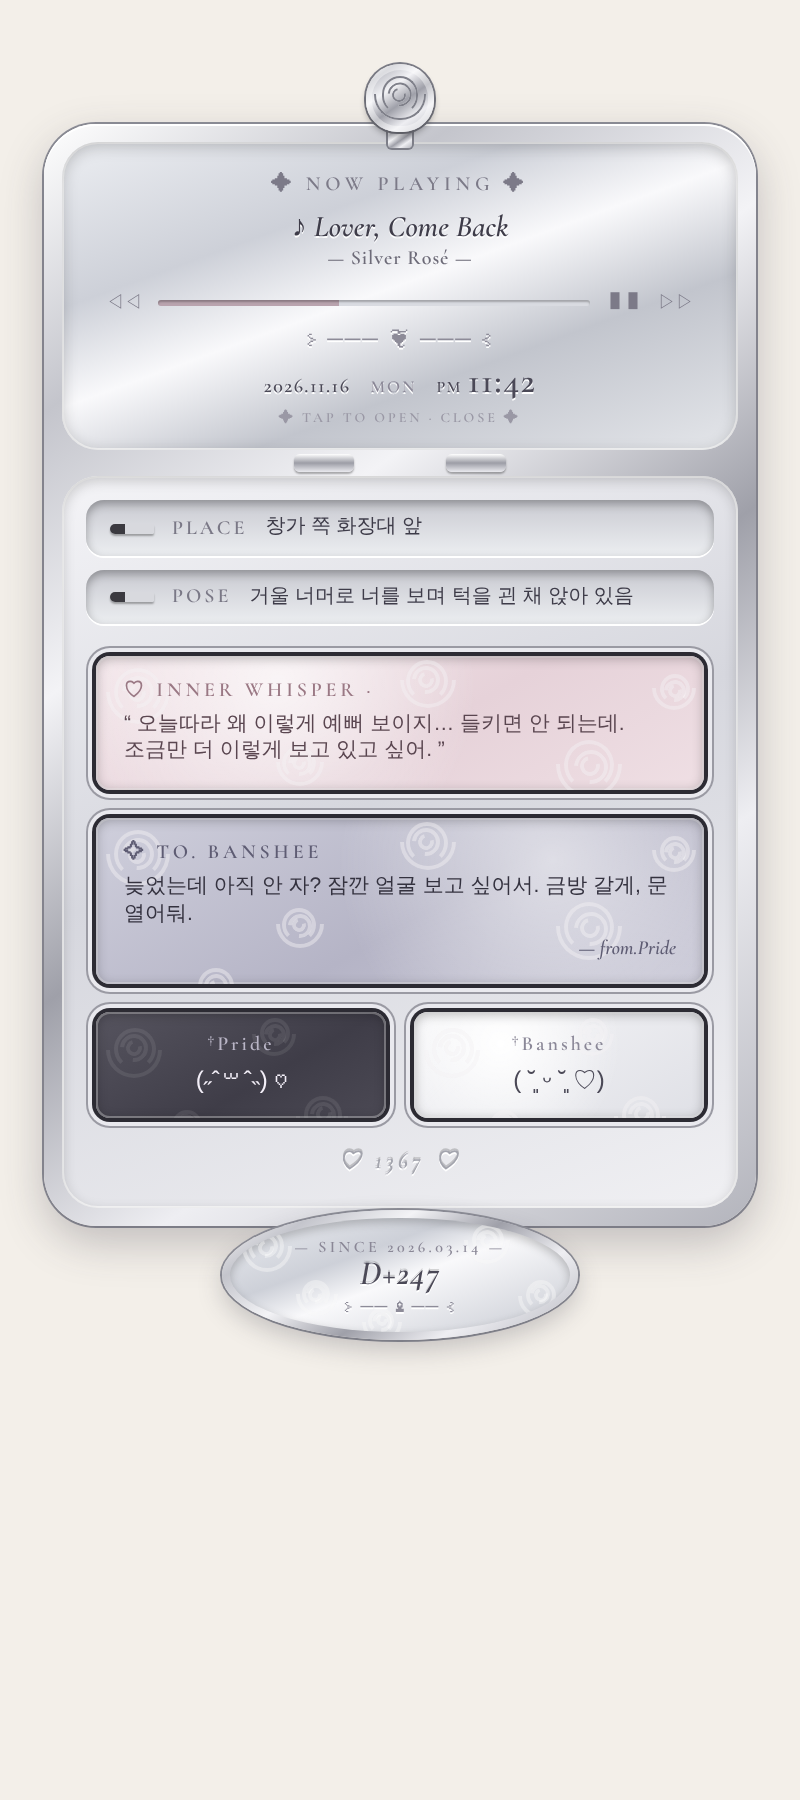 NOW PLAYING
♪ Lover, Come Back
— Silver Rosé —
2026.11.16 MON PM 11:42
TAP TO OPEN · CLOSE
PLACE 창가 쪽 화장대 앞
POSE 거울 너머로 너를 보며 턱을 괸 채 앉아 있음
♡ INNER WHISPER ·
“ 오늘따라 왜 이렇게 예뻐 보이지… 들키면 안 되는데.
조금만 더 이렇게 보고 있고 싶어. ”
TO. BANSHEE
늦었는데 아직 안 자? 잠깐 얼굴 보고 싶어서. 금방 갈게, 문
열어둬.
— from.Pride
†Pride †Banshee
(˶ˆ꒳ˆ˵) ♡ ( ˘͈ ᵕ ˘͈ ♡)
♡ 1367 ♡
— SINCE 2026.03.14 —
D+247